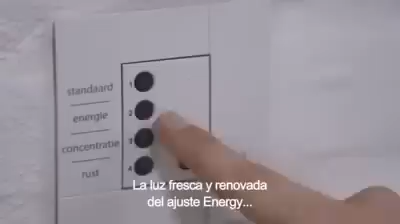 standaard 1
energie 2
concentratie 3
rust 4
La luz fresca y renovada
del ajuste Energy...